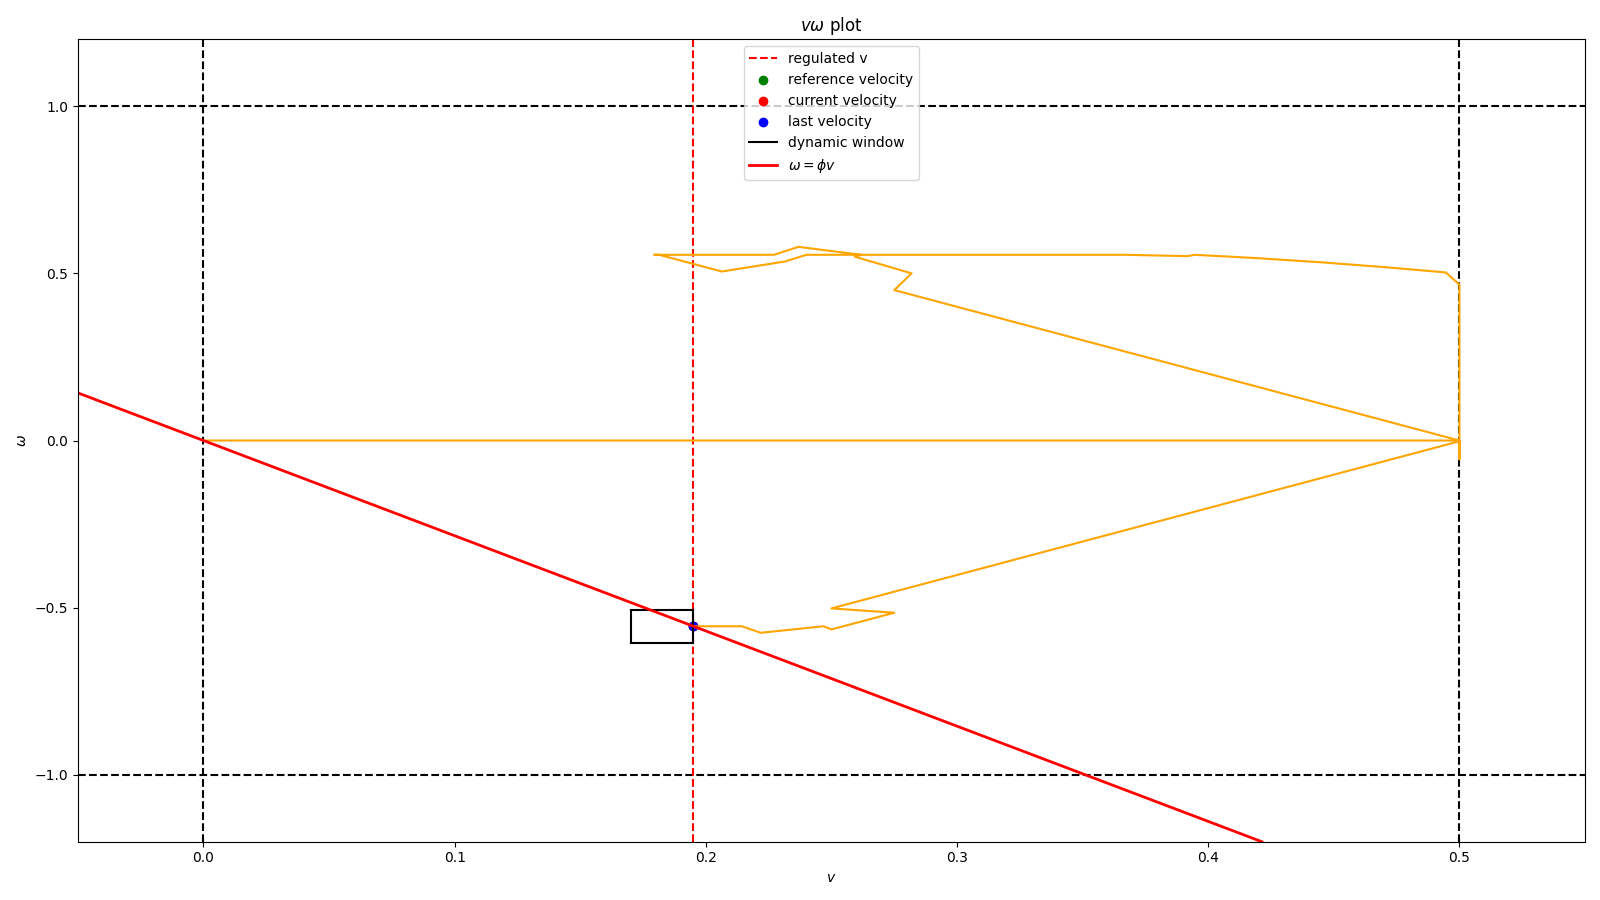 vω plot
regulated v
reference velocity
current velocity
last velocity
dynamic window
ω = ϕv
1.0
0.5
0.0
−0.5
−1.0
ω
0.0 0.1 0.2 0.3 0.4 0.5
v